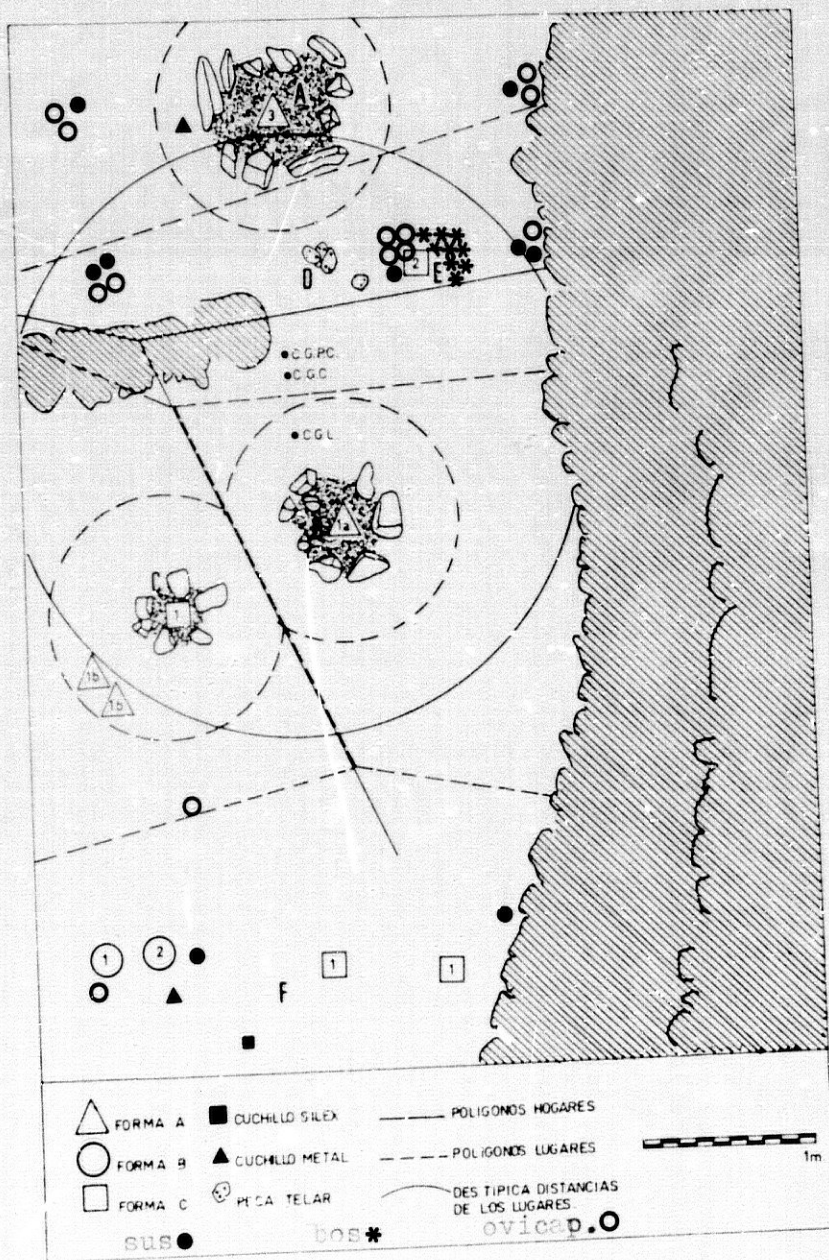 A
3
2
E
D
C.G.P.C.
C.G.C.
C.G.L.
1a
1
1b
1b
1
2
1
1
F
FORMA A
CUCHILLO SILEX
POLIGONOS HOGARES
FORMA B
CUCHILLO METAL
POLIGONOS LUGARES
1m.
FORMA C
PESA TELAR
DES TIPICA DISTANCIAS
DE LOS LUGARES
sus
bos
ovicap.